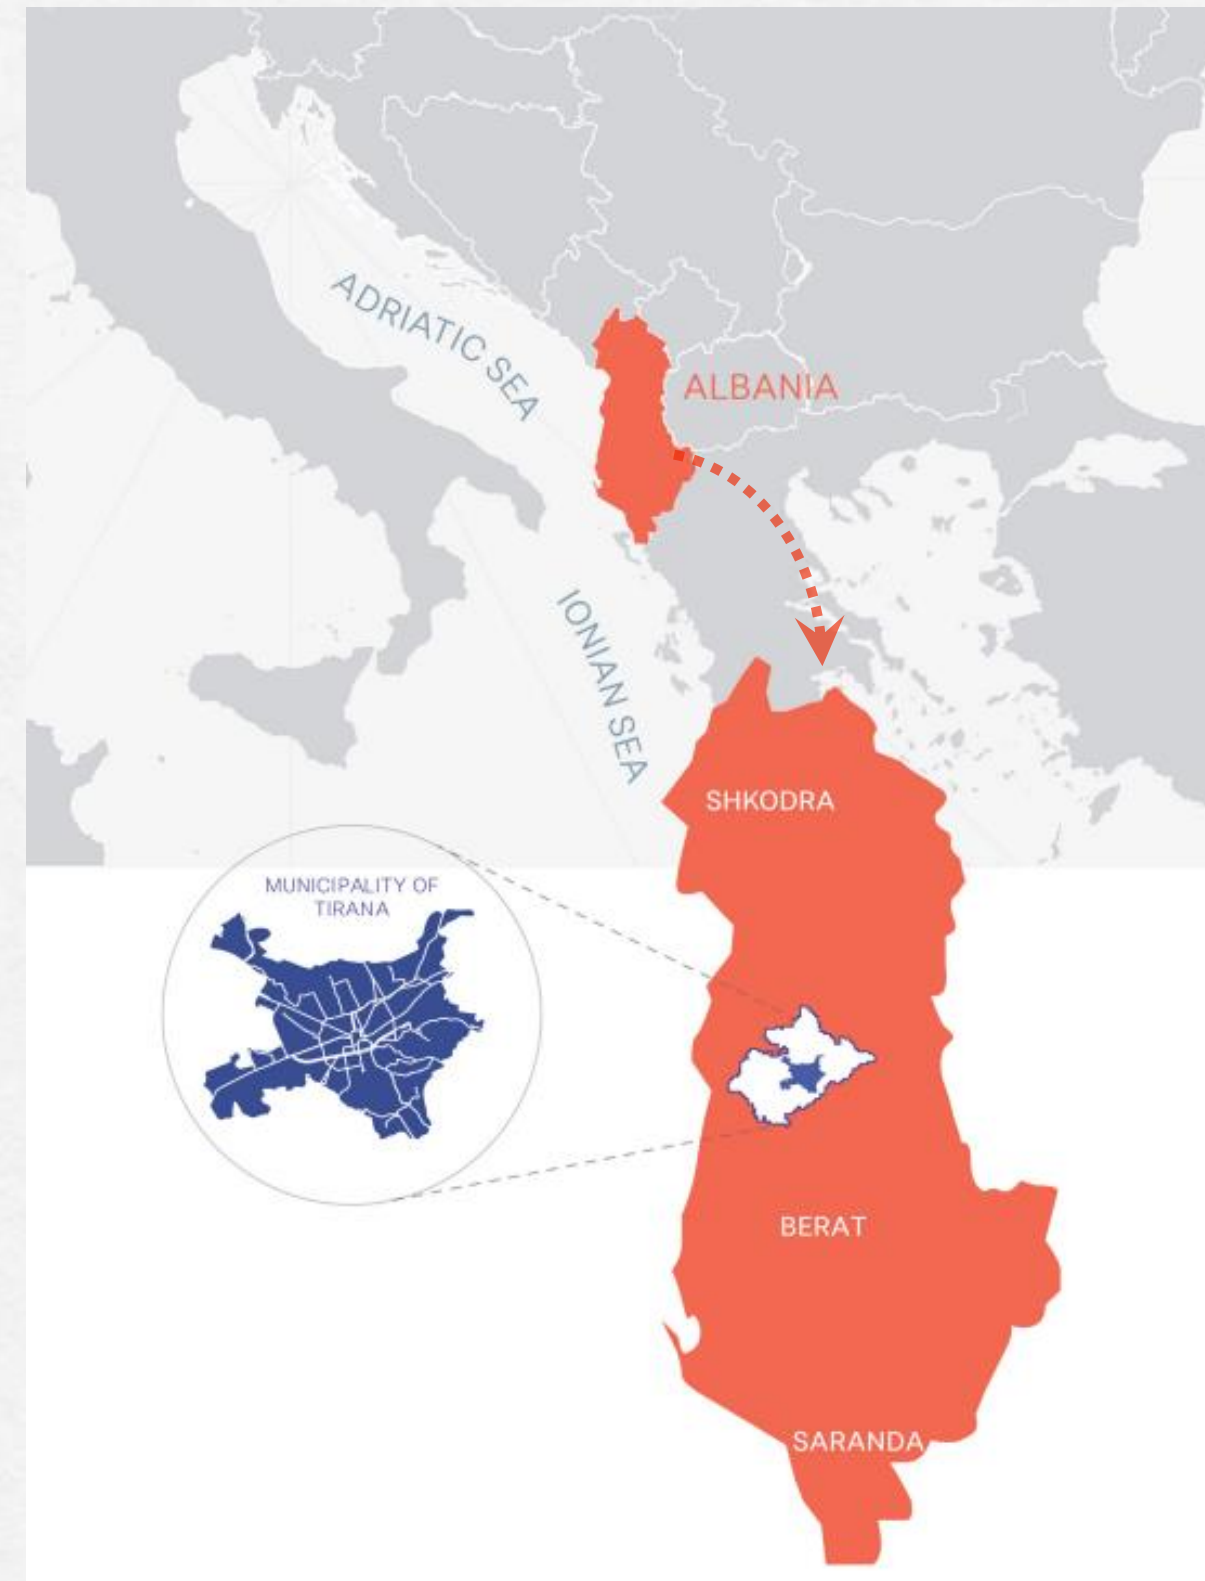 ADRIATIC SEA
ALBANIA
IONIAN SEA
SHKODRA
MUNICIPALITY OF
TIRANA
BERAT
SARANDA